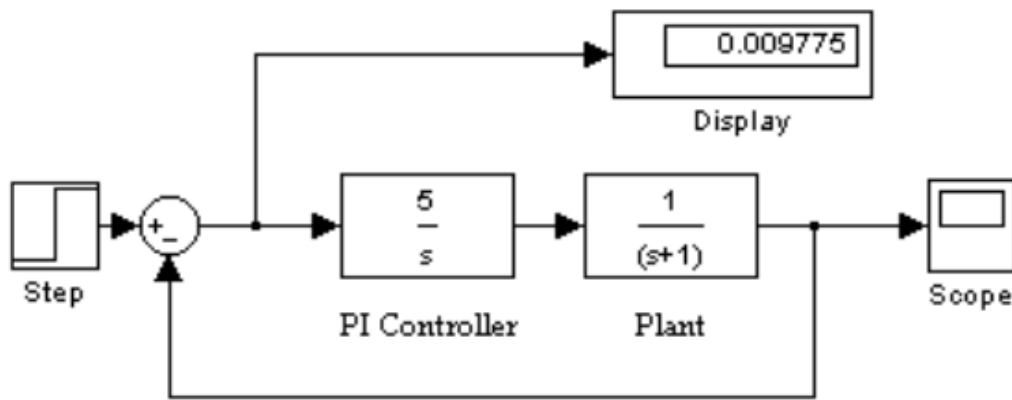 0.009775
Display
+
−
5
s
1
(s+1)
Step
Scope
PI Controller
Plant